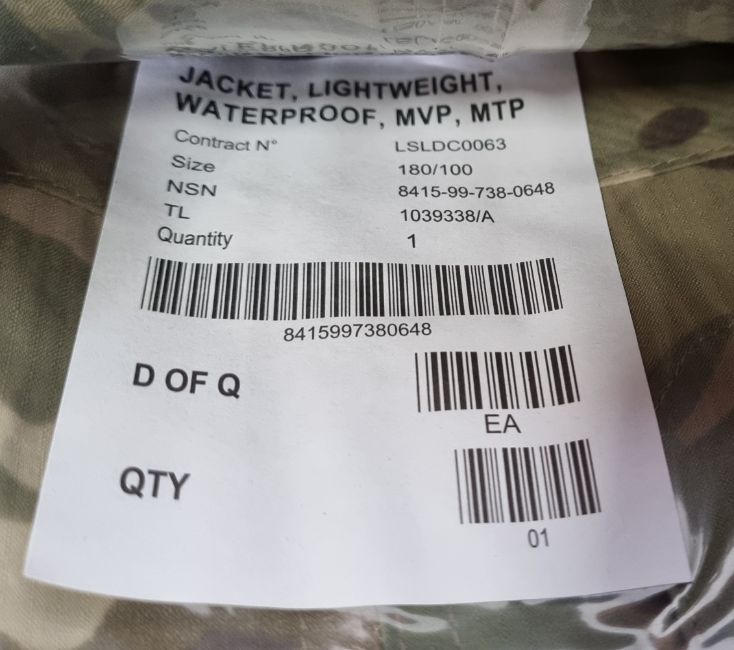 JACKET, LIGHTWEIGHT,
WATERPROOF, MVP, MTP
Contract N° LSLDC0063
Size 180/100
NSN 8415-99-738-0648
TL 1039338/A
Quantity 1
8415997380648
D OF Q
EA
QTY
01